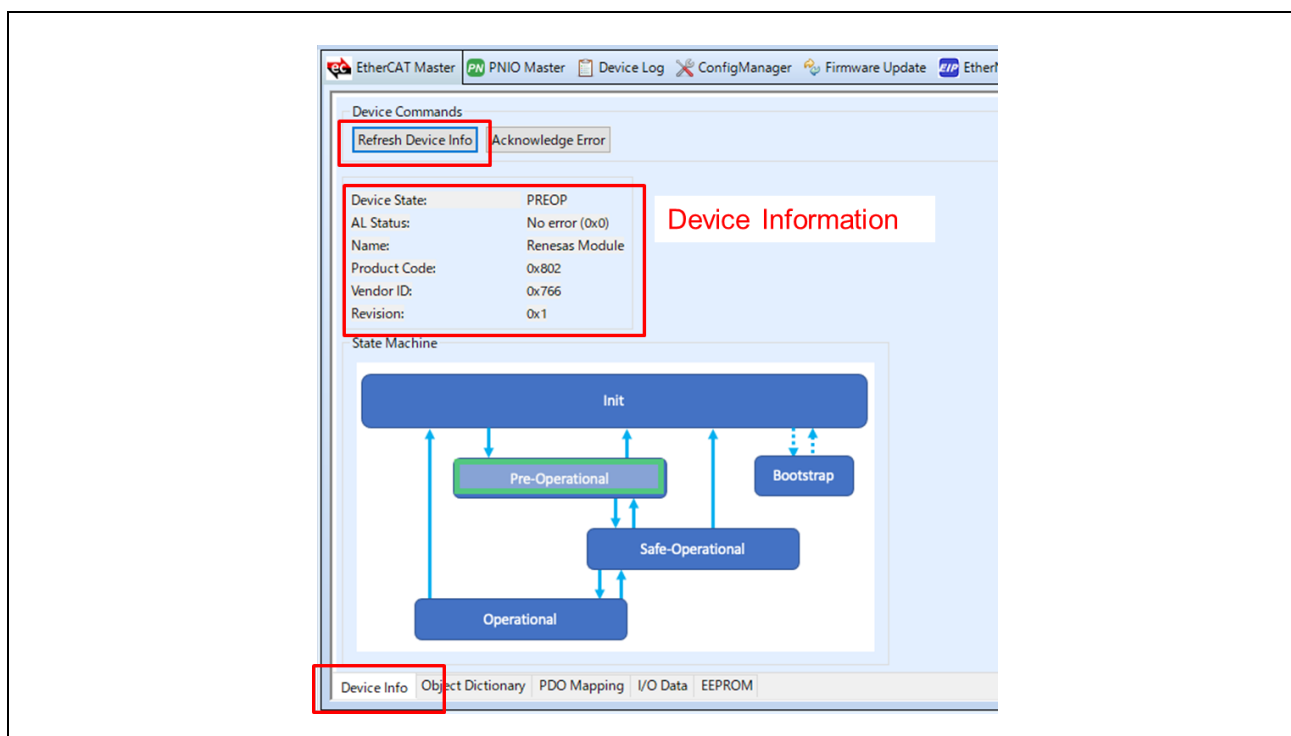 EtherCAT Master PNIO Master Device Log ConfigManager Firmware Update EtherN
Device Commands
Refresh Device Info Acknowledge Error
Device State: PREOP
AL Status: No error (0x0)
Name: Renesas Module
Product Code: 0x802
Vendor ID: 0x766
Revision: 0x1
Device Information
State Machine
Init
Pre-Operational
Bootstrap
Safe-Operational
Operational
Device Info Object Dictionary PDO Mapping I/O Data EEPROM